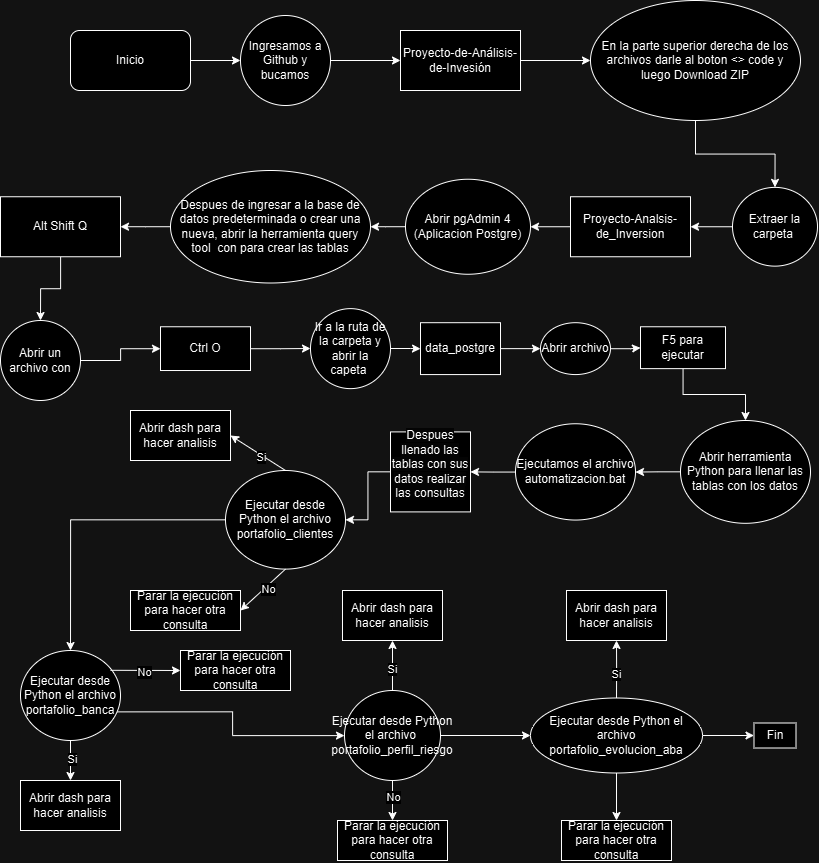 Inicio
Ingresamos a
Github y
bucamos
Proyecto-de-Análisis-
de-Invesión
En la parte superior derecha de los
archivos darle al boton <> code y
luego Download ZIP
Extraer la
carpeta
Proyecto-Analsis-
de_Inversion
Abrir pgAdmin 4
(Aplicacion Postgre)
Despues de ingresar a la base de
datos predeterminada o crear una
nueva, abrir la herramienta query
tool con para crear las tablas
Alt Shift Q
Abrir un
archivo con
Ctrl O
Ir a la ruta de
la carpeta y
abrir la
capeta
data_postgre
Abrir archivo
F5 para
ejecutar
Abrir herramienta
Python para llenar las
tablas con los datos
Ejecutamos el archivo
automatizacion.bat
Despues
llenado las
tablas con sus
datos realizar
las consultas
Ejecutar desde
Python el archivo
portafolio_clientes
Si
Abrir dash para
hacer analisis
No
Parar la ejecución
para hacer otra
consulta
Ejecutar desde
Python el archivo
portafolio_banca
No
Parar la ejecución
para hacer otra
consulta
Si
Abrir dash para
hacer analisis
Ejecutar desde Python
el archivo
portafolio_perfil_riesgo
Si
Abrir dash para
hacer analisis
No
Parar la ejecución
para hacer otra
consulta
Ejecutar desde Python el
archivo
portafolio_evolucion_aba
Si
Abrir dash para
hacer analisis
Parar la ejecución
para hacer otra
consulta
Fin